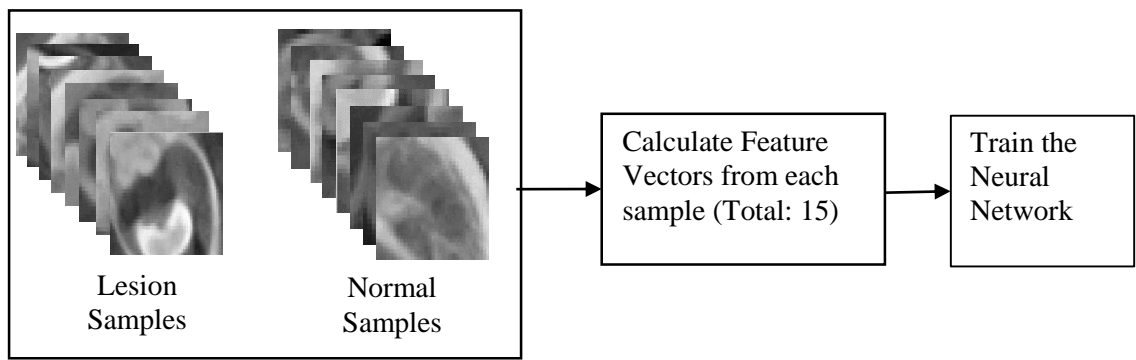 Lesion
Samples
Normal
Samples
Calculate Feature
Vectors from each
sample (Total: 15)
Train the
Neural
Network